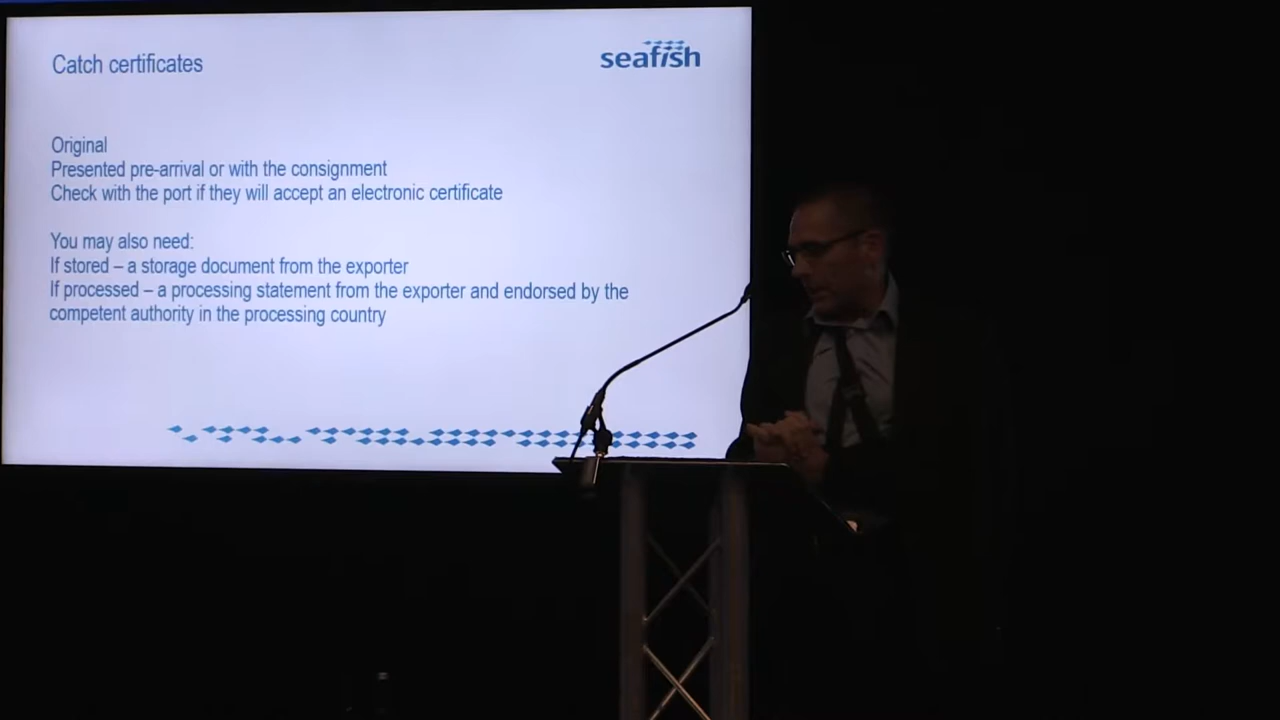 Catch certificates
seafish
Original
Presented pre-arrival or with the consignment
Check with the port if they will accept an electronic certificate
You may also need:
If stored – a storage document from the exporter
If processed – a processing statement from the exporter and endorsed by the
competent authority in the processing country